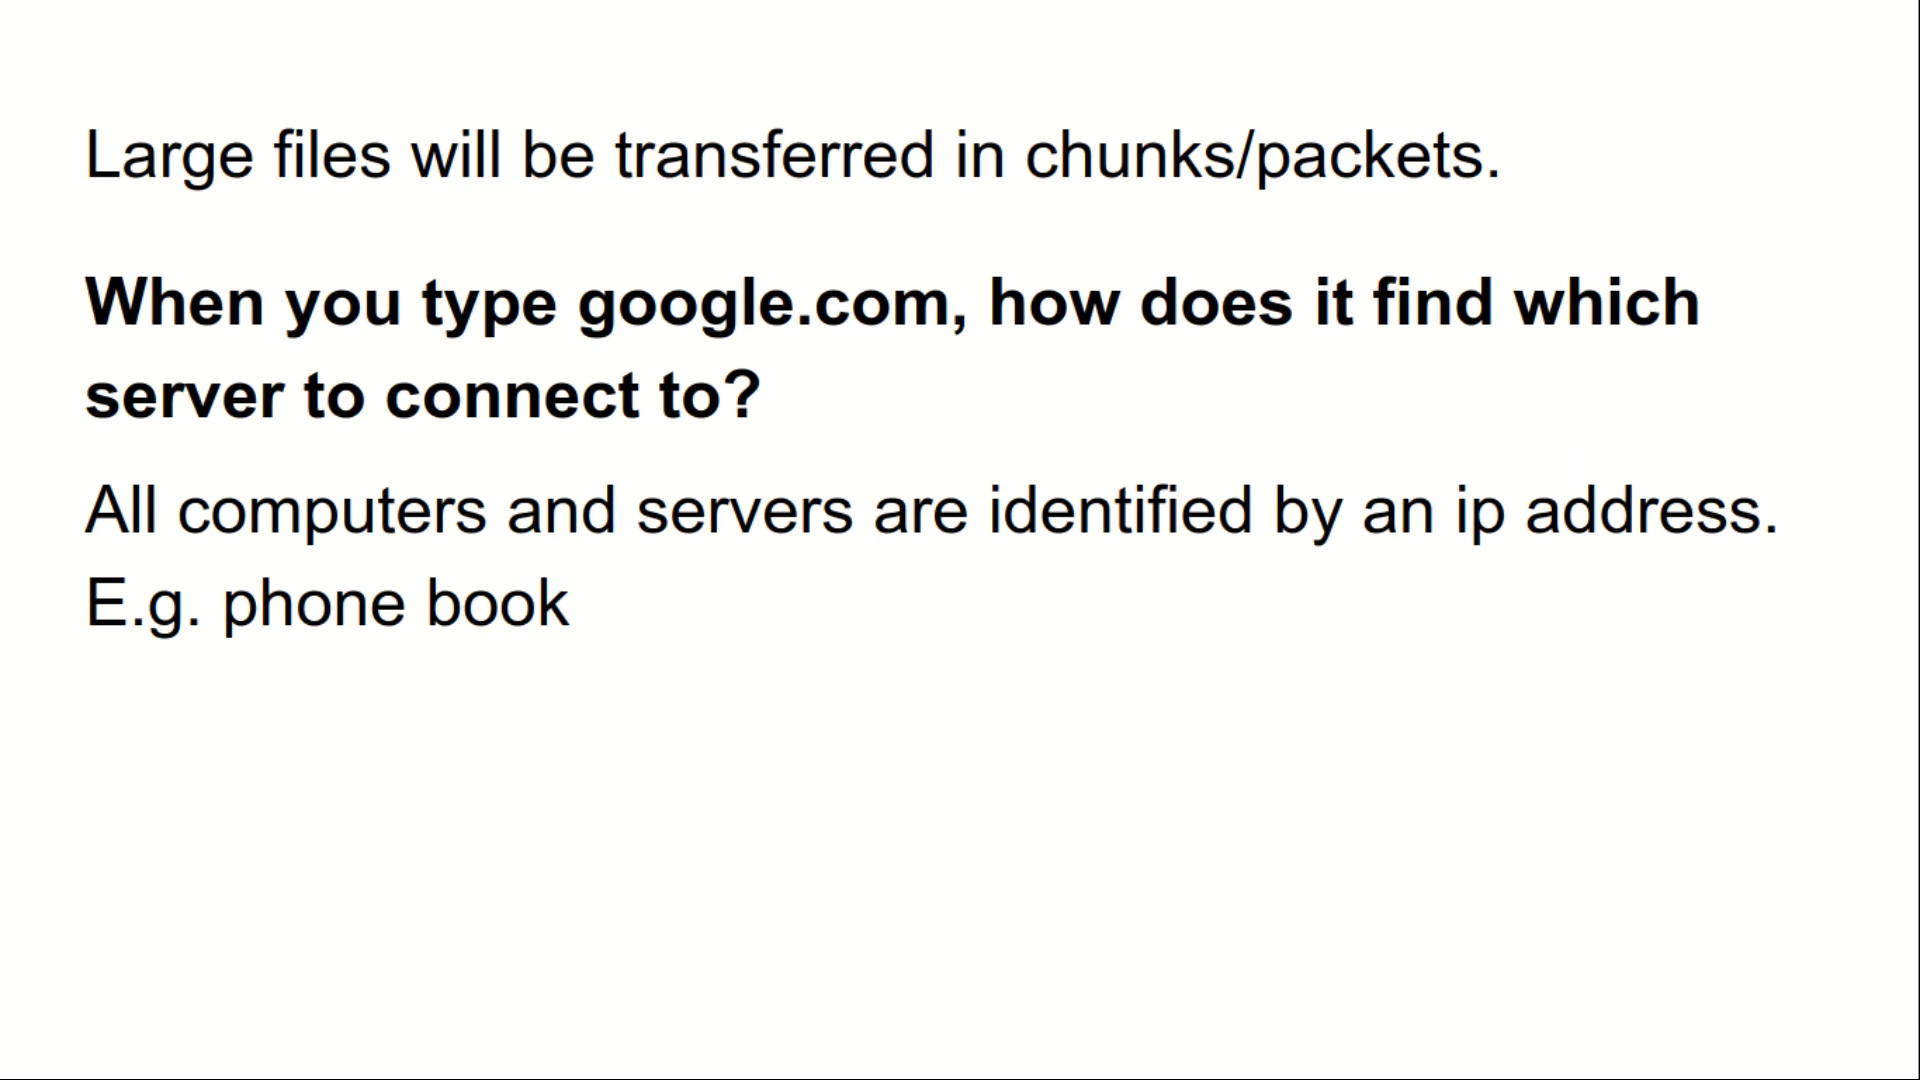 Large files will be transferred in chunks/packets.
When you type google.com, how does it find which
server to connect to?
All computers and servers are identified by an ip address.
E.g. phone book